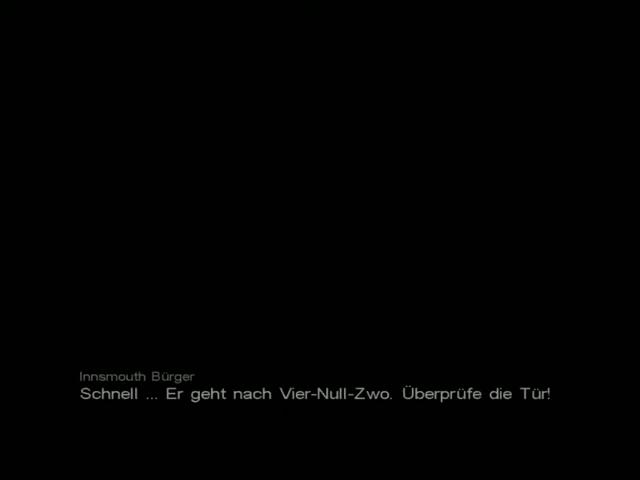 Innsmouth Bürger
Schnell ... Er geht nach Vier-Null-Zwo. Überprüfe die Tür!